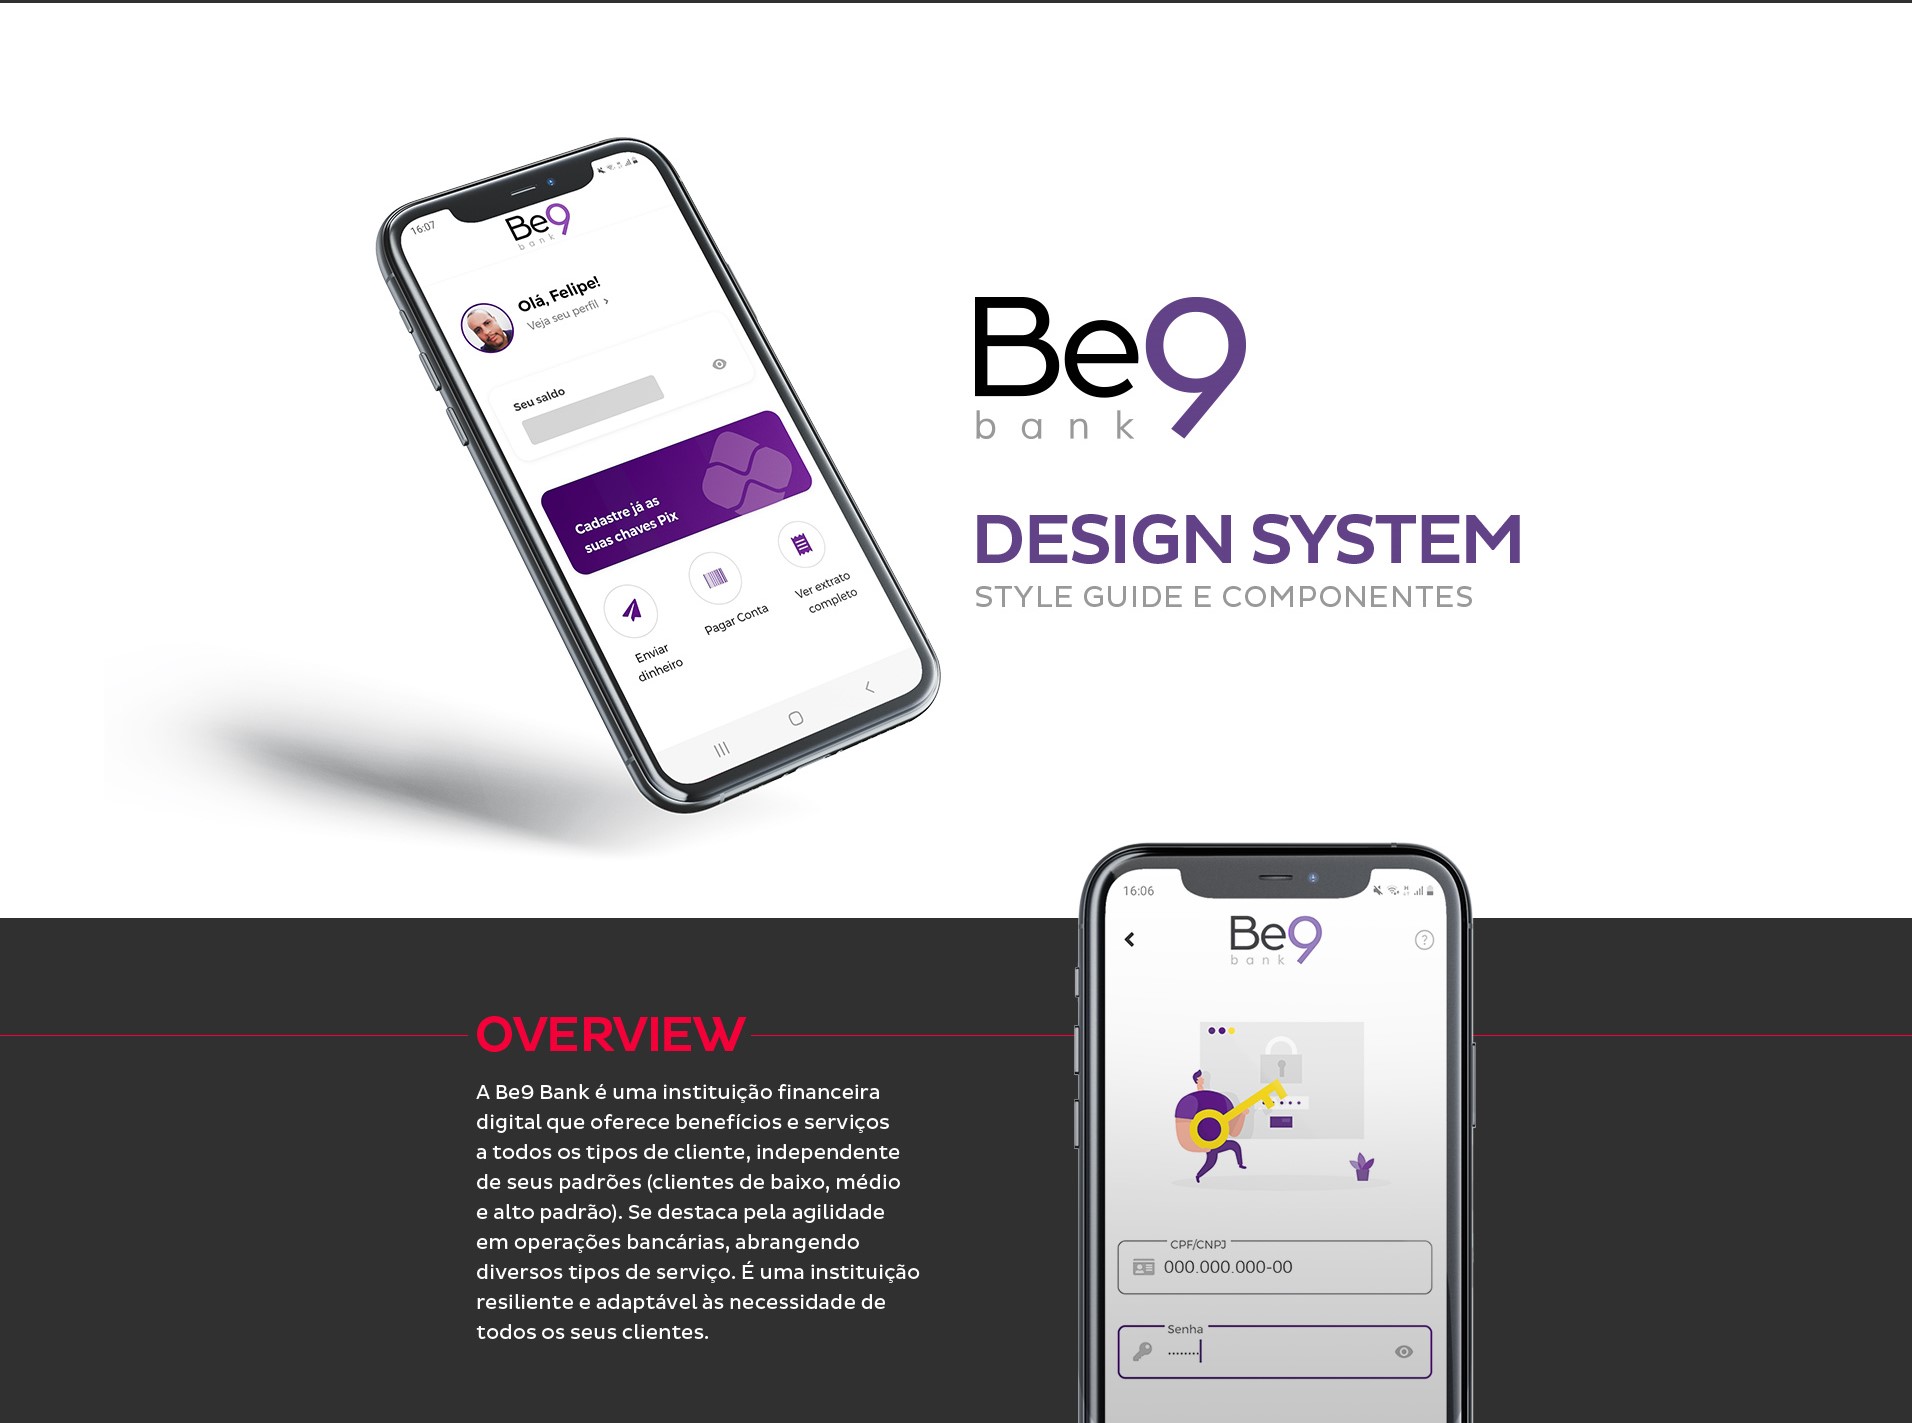 16:07
Be9
bank
Olá, Felipe!
Veja seu perfil ›
Seu saldo
Cadastre já as
suas chaves Pix
Enviar
dinheiro
Pagar Conta
Ver extrato
completo
Be9
bank
DESIGN SYSTEM
STYLE GUIDE E COMPONENTES
OVERVIEW
A Be9 Bank é uma instituição financeira
digital que oferece benefícios e serviços
a todos os tipos de cliente, independente
de seus padrões (clientes de baixo, médio
e alto padrão). Se destaca pela agilidade
em operações bancárias, abrangendo
diversos tipos de serviço. É uma instituição
resiliente e adaptável às necessidade de
todos os seus clientes.
16:06
Be9
bank
?
CPF/CNPJ
000.000.000-00
Senha
········